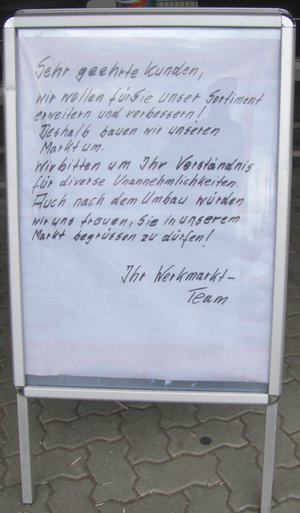 Sehr geehrte Kunden,
wir wollen für Sie unser Sortiment
erweitern und verbessern!
Deshalb bauen wir unseren
Markt um.
Wir bitten um Ihr Verständnis
für diverse Unannehmlichkeiten.
Auch nach dem Umbau würden
wir uns freuen, Sie in unserem
Markt begrüssen zu dürfen!
Ihr Werkmarkt-
Team